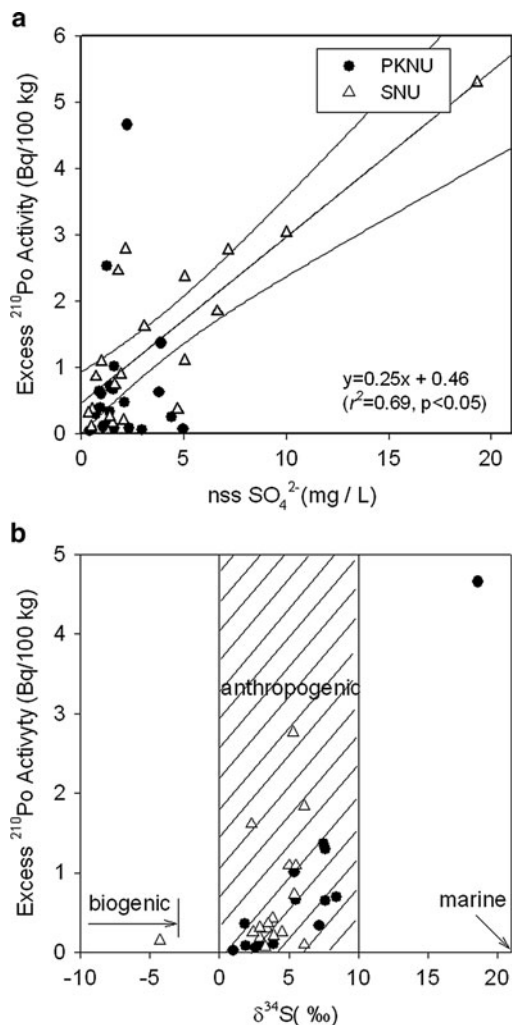 a
Excess ²¹⁰Po Activity (Bq/100 kg)
6
5
4
3
2
1
0
PKNU
SNU
y=0.25x + 0.46
(r²=0.69, p<0.05)
0 5 10 15 20
nss SO₄²⁻(mg / L)
b
Excess ²¹⁰Po Activyty (Bq/100 kg)
5
4
3
2
1
0
anthropogenic
biogenic
marine
-10 -5 0 5 10 15 20
δ³⁴S( ‰)